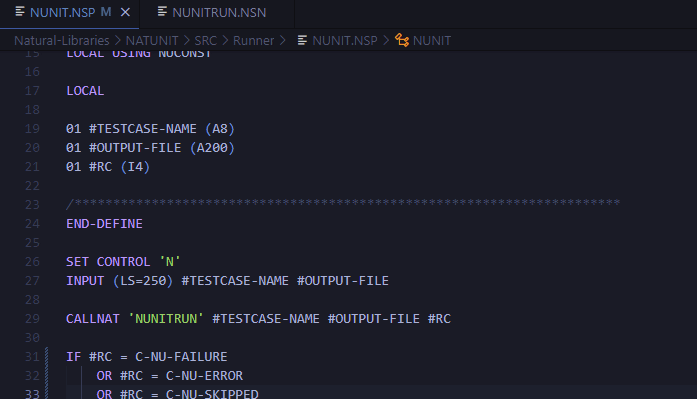 NUNIT.NSP M × NUNITRUN.NSN
Natural-Libraries > NATUNIT > SRC > Runner > NUNIT.NSP > NUNIT
15 LOCAL USING NUCONST
16
17 LOCAL
18
19 01 #TESTCASE-NAME (A8)
20 01 #OUTPUT-FILE (A200)
21 01 #RC (I4)
22
23 /***********************************************************************
24 END-DEFINE
25
26 SET CONTROL 'N'
27 INPUT (LS=250) #TESTCASE-NAME #OUTPUT-FILE
28
29 CALLNAT 'NUNITRUN' #TESTCASE-NAME #OUTPUT-FILE #RC
30
31 IF #RC = C-NU-FAILURE
32 OR #RC = C-NU-ERROR
33 OR #RC = C-NU-SKIPPED